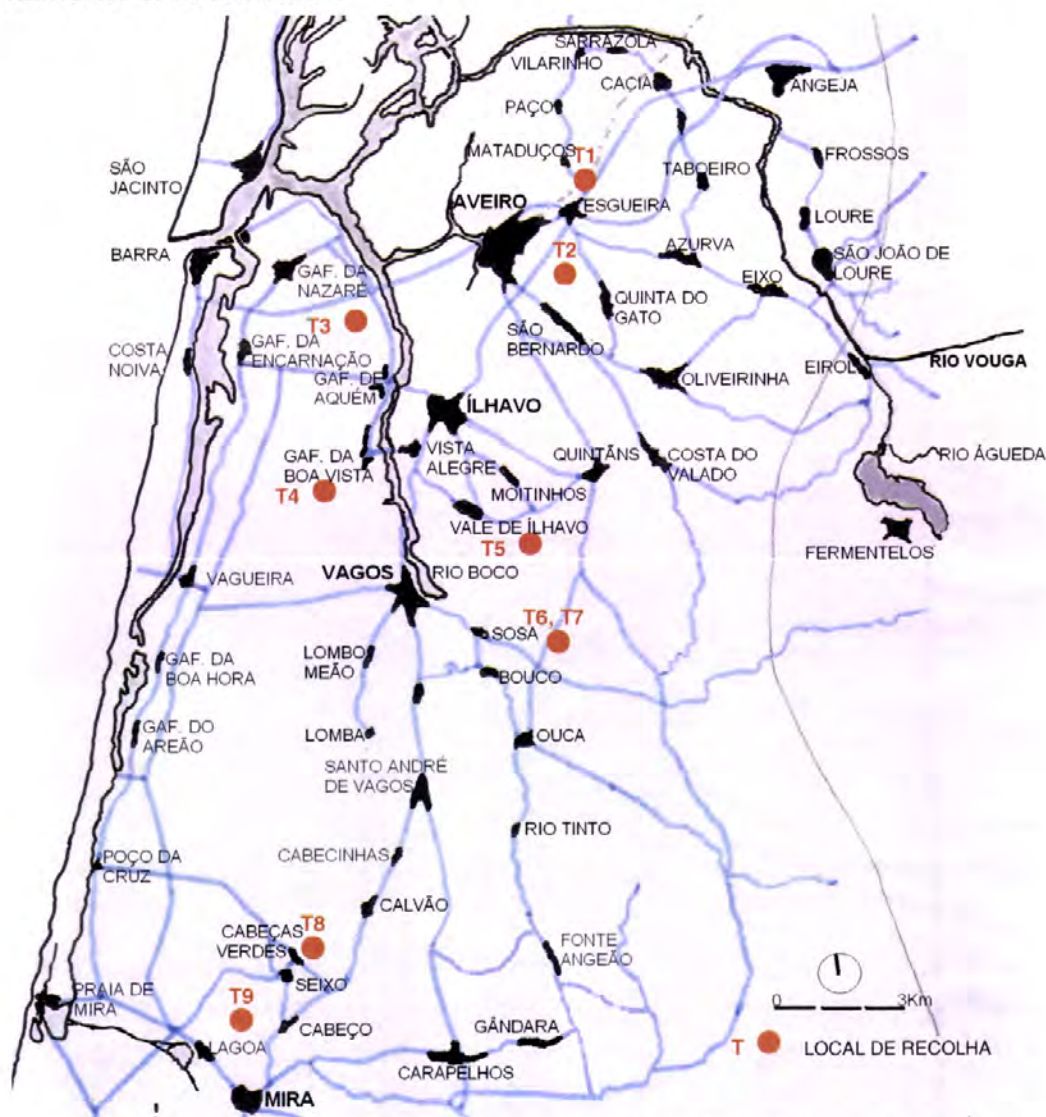 SARRAZOLA
VILARINHO
CACIA
ANGEJA
PAÇO
MATADUÇOS
T1
TABOEIRO
FROSSOS
SÃO
JACINTO
AVEIRO
ESGUEIRA
LOURE
BARRA
T2
AZURVA
SÃO JOÃO DE
LOURE
GAF. DA
NAZARÉ
EIXO
QUINTA DO
GATO
T3
SÃO
BERNARDO
COSTA
NOIVA
GAF. DA
ENCARNAÇÃO
GAF. DE
AQUÉM
OLIVEIRINHA
EIROL
RIO VOUGA
ÍLHAVO
VISTA
ALEGRE
QUINTÃNS
COSTA DO
VALADO
RIO ÁGUEDA
GAF. DA
BOA VISTA
MOITINHOS
T4
VALE DE ÍLHAVO
T5
FERMENTELOS
VAGUEIRA
VAGOS
RIO BOCO
T6, T7
SOSA
LOMBO
MEÃO
GAF. DA
BOA HORA
BOUCO
GAF. DO
AREÃO
LOMBA
OUCA
SANTO ANDRÉ
DE VAGOS
RIO TINTO
CABECINHAS
POÇO DA
CRUZ
CALVÃO
T8
CABEÇAS
VERDES
FONTE
ANGEÃO
SEIXO
PRAIA DE
MIRA
T9
CABEÇO
GÂNDARA
0 3Km
LAGOA
CARAPELHOS
T LOCAL DE RECOLHA
MIRA